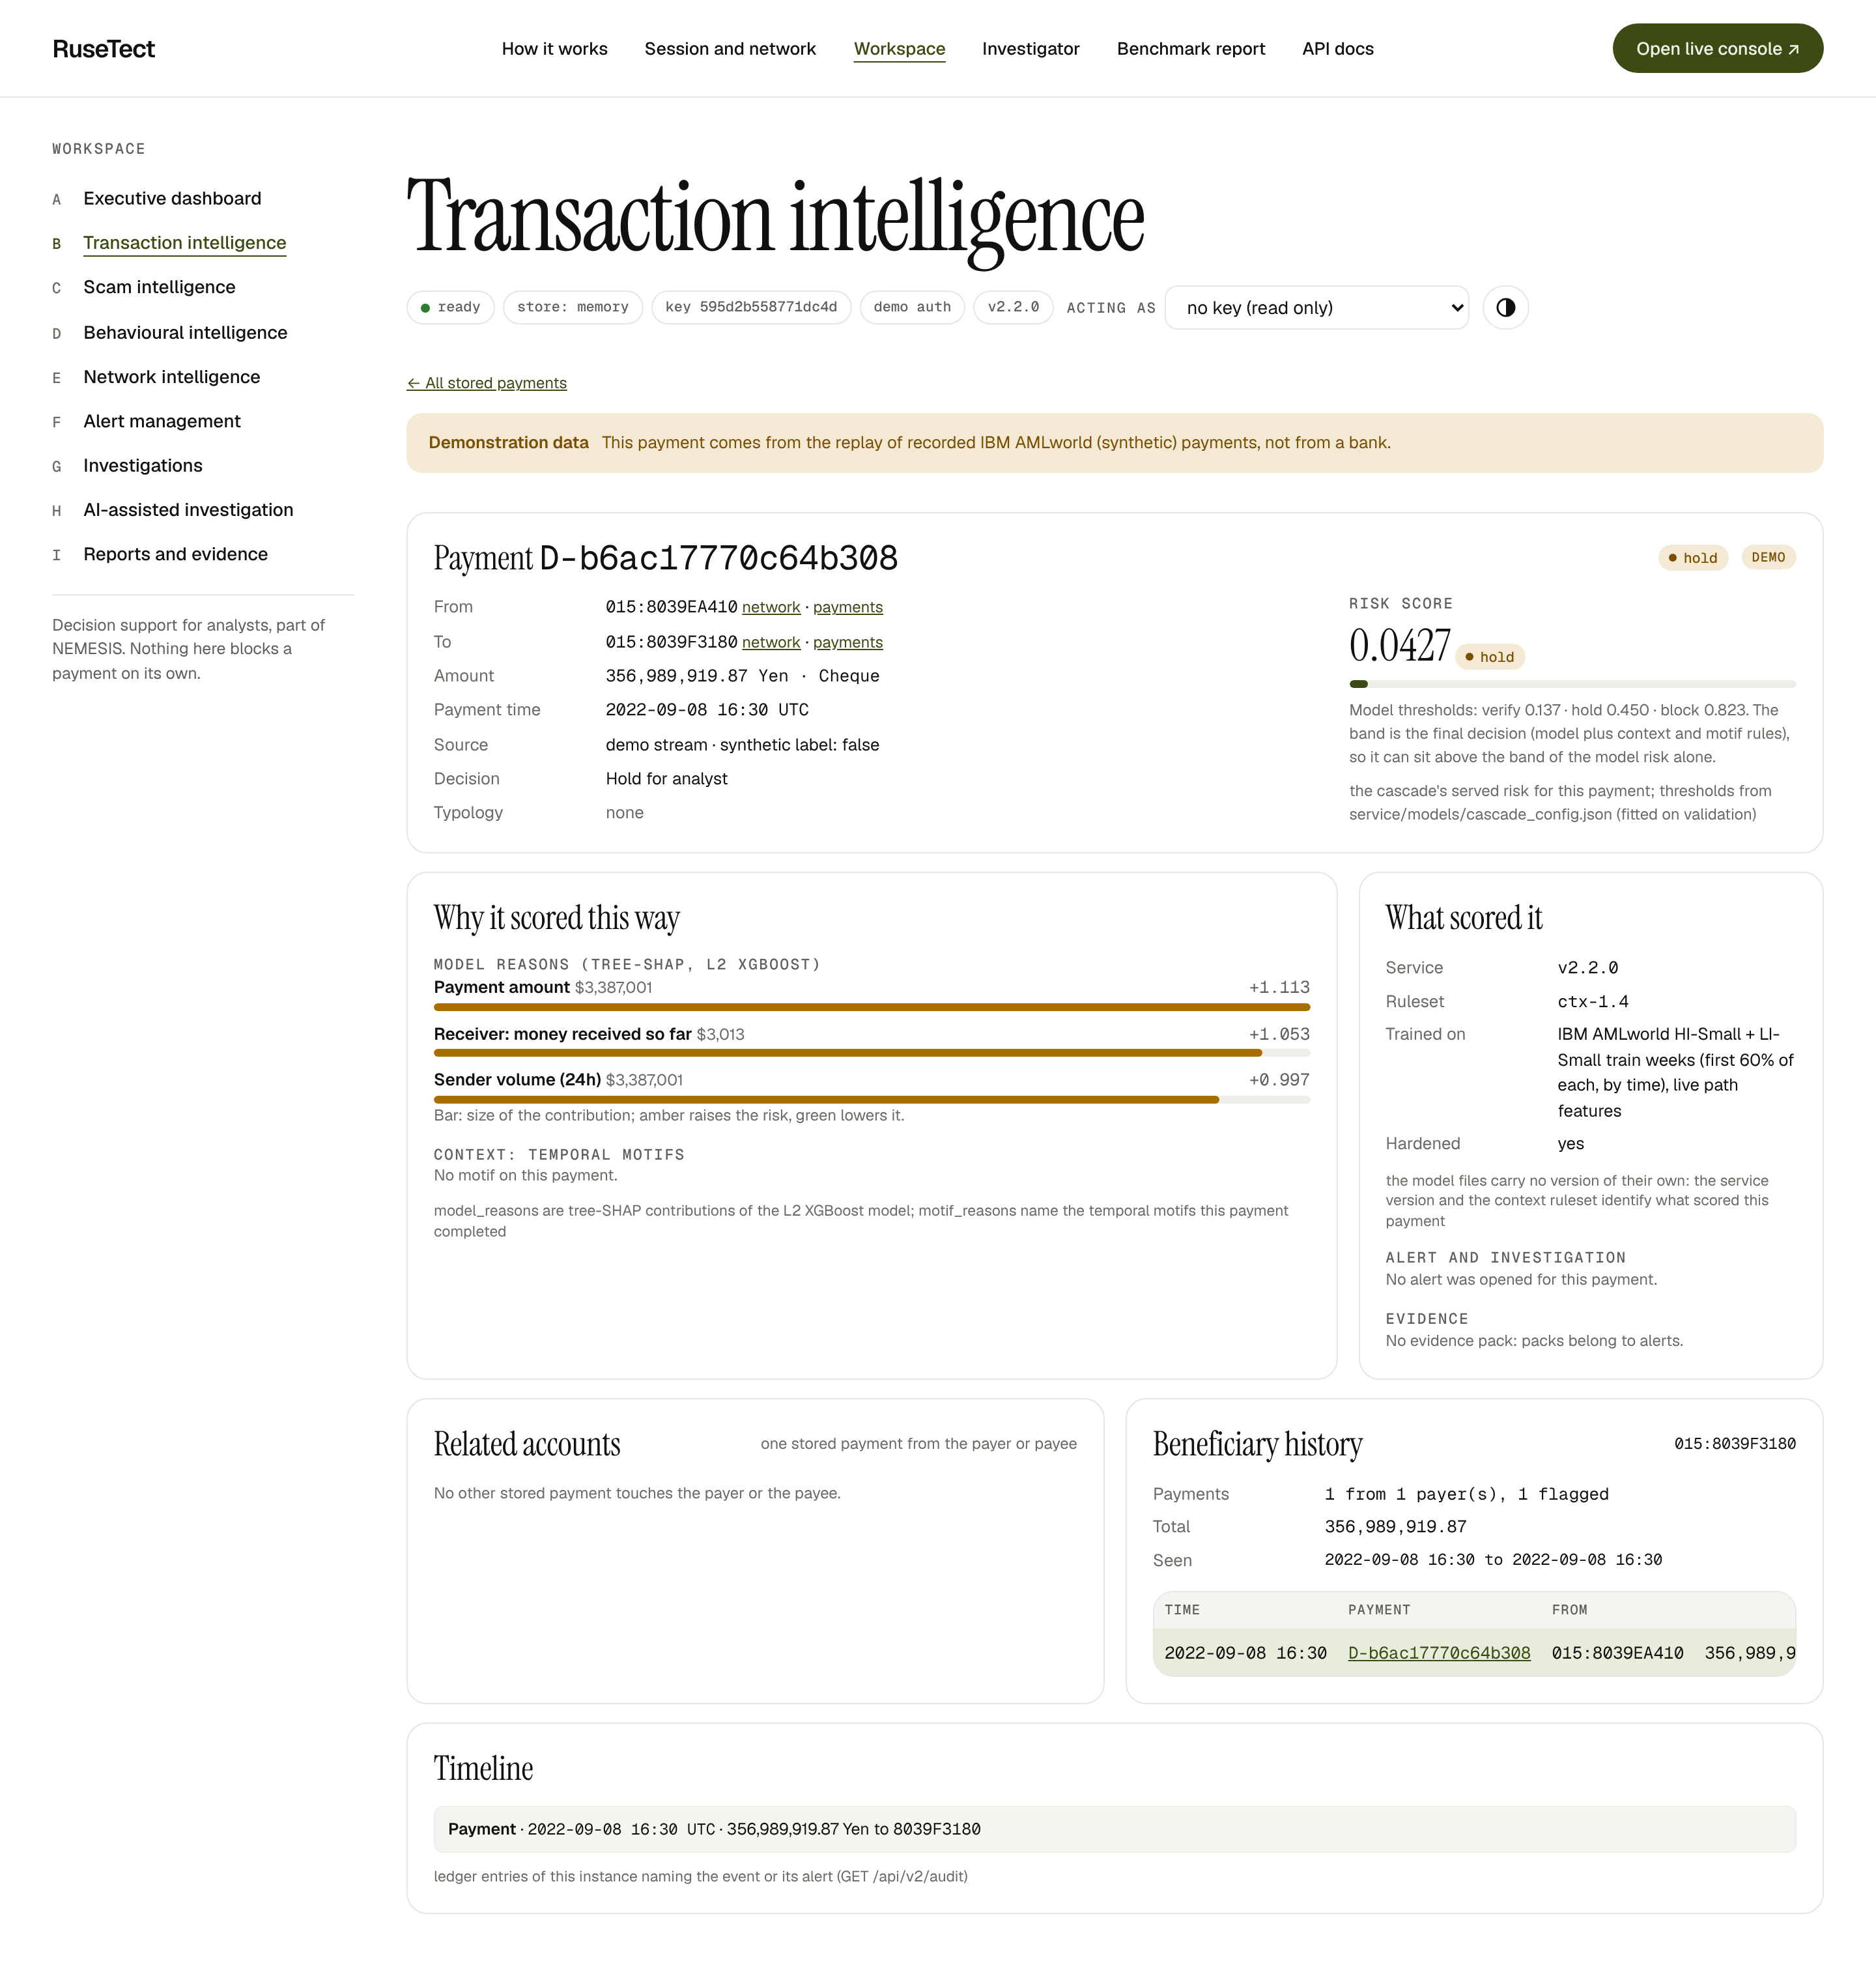 RuseTect
How it works
Session and network
Workspace
Investigator
Benchmark report
API docs
Open live console ↗
WORKSPACE
A Executive dashboard
B Transaction intelligence
C Scam intelligence
D Behavioural intelligence
E Network intelligence
F Alert management
G Investigations
H AI-assisted investigation
I Reports and evidence
Decision support for analysts, part of
NEMESIS. Nothing here blocks a
payment on its own.
Transaction intelligence
ready
store: memory
key 595d2b558771dc4d
demo auth
v2.2.0
ACTING AS
no key (read only)
← All stored payments
Demonstration data This payment comes from the replay of recorded IBM AMLworld (synthetic) payments, not from a bank.
Payment D-b6ac17770c64b308
hold
DEMO
From 015:8039EA410 network · payments
To 015:8039F3180 network · payments
Amount 356,989,919.87 Yen · Cheque
Payment time 2022-09-08 16:30 UTC
Source demo stream · synthetic label: false
Decision Hold for analyst
Typology none
RISK SCORE
0.0427 hold
Model thresholds: verify 0.137 · hold 0.450 · block 0.823. The
band is the final decision (model plus context and motif rules),
so it can sit above the band of the model risk alone.
the cascade's served risk for this payment; thresholds from
service/models/cascade_config.json (fitted on validation)
Why it scored this way
MODEL REASONS (TREE-SHAP, L2 XGBOOST)
Payment amount $3,387,001 +1.113
Receiver: money received so far $3,013 +1.053
Sender volume (24h) $3,387,001 +0.997
Bar: size of the contribution; amber raises the risk, green lowers it.
CONTEXT: TEMPORAL MOTIFS
No motif on this payment.
model_reasons are tree-SHAP contributions of the L2 XGBoost model; motif_reasons name the temporal motifs this payment
completed
What scored it
Service v2.2.0
Ruleset ctx-1.4
Trained on IBM AMLworld HI-Small + LI-
Small train weeks (first 60% of
each, by time), live path
features
Hardened yes
the model files carry no version of their own: the service
version and the context ruleset identify what scored this
payment
ALERT AND INVESTIGATION
No alert was opened for this payment.
EVIDENCE
No evidence pack: packs belong to alerts.
Related accounts
one stored payment from the payer or payee
No other stored payment touches the payer or the payee.
Beneficiary history
015:8039F3180
Payments 1 from 1 payer(s), 1 flagged
Total 356,989,919.87
Seen 2022-09-08 16:30 to 2022-09-08 16:30
TIME PAYMENT FROM
2022-09-08 16:30 D-b6ac17770c64b308 015:8039EA410 356,989,9
Timeline
Payment · 2022-09-08 16:30 UTC · 356,989,919.87 Yen to 8039F3180
ledger entries of this instance naming the event or its alert (GET /api/v2/audit)